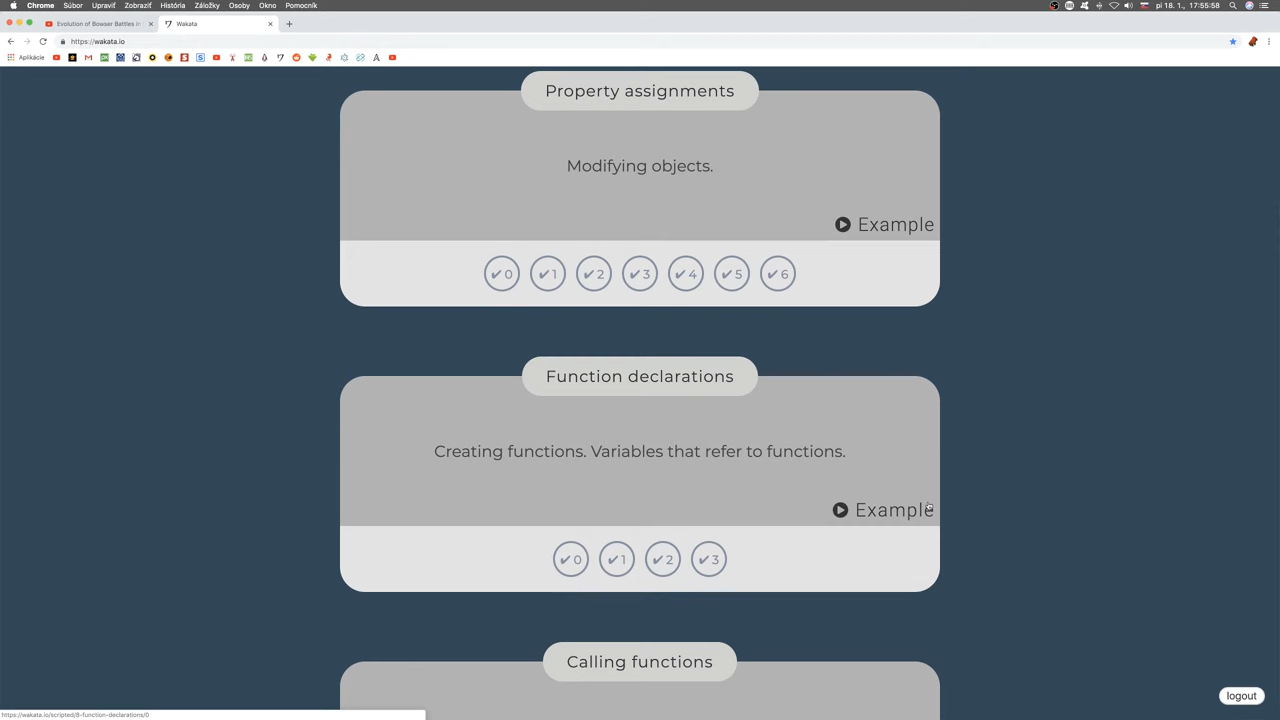 Chrome Súbor Upraviť Zobraziť História Záložky Osoby Okno Pomocník
pi 18. 1., 17:55:58
Evolution of Bowser Battles in
Wakata
https://wakata.io
Aplikácie
Property assignments
Modifying objects.
Example
✔ 0 ✔ 1 ✔ 2 ✔ 3 ✔ 4 ✔ 5 ✔ 6
Function declarations
Creating functions. Variables that refer to functions.
Example
✔ 0 ✔ 1 ✔ 2 ✔ 3
Calling functions
logout
https://wakata.io/scripted/8-function-declarations/0